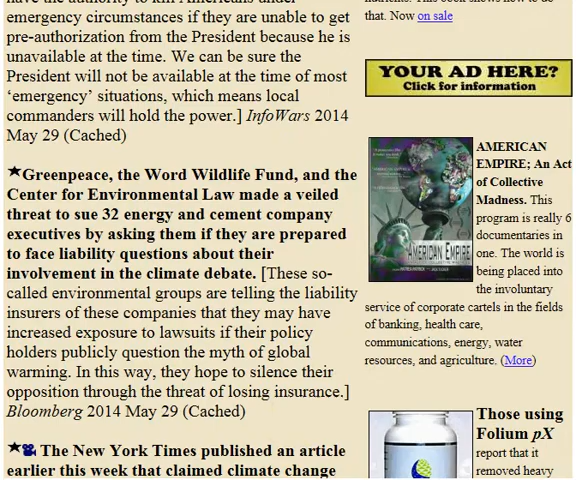 have the authority to kill Americans under
emergency circumstances if they are unable to get
pre-authorization from the President because he is
unavailable at the time. We can be sure the
President will not be available at the time of most
‘emergency’ situations, which means local
commanders will hold the power.] InfoWars 2014
May 29 (Cached)
Greenpeace, the Word Wildlife Fund, and the
Center for Environmental Law made a veiled
threat to sue 32 energy and cement company
executives by asking them if they are prepared
to face liability questions about their
involvement in the climate debate. [These so-
called environmental groups are telling the liability
insurers of these companies that they may have
increased exposure to lawsuits if their policy
holders publicly question the myth of global
warming. In this way, they hope to silence their
opposition through the threat of losing insurance.]
Bloomberg 2014 May 29 (Cached)
The New York Times published an article
earlier this week that claimed climate change
nutrients. This book shows how to do
that. Now on sale
YOUR AD HERE?
Click for information
AMERICAN EMPIRE
AMERICAN
EMPIRE; An Act
of Collective
Madness. This
program is really 6
documentaries in
one. The world is
being placed into
the involuntary
service of corporate cartels in the fields
of banking, health care,
communications, energy, water
resources, and agriculture. (More)
Those using
Folium pX
report that it
removed heavy